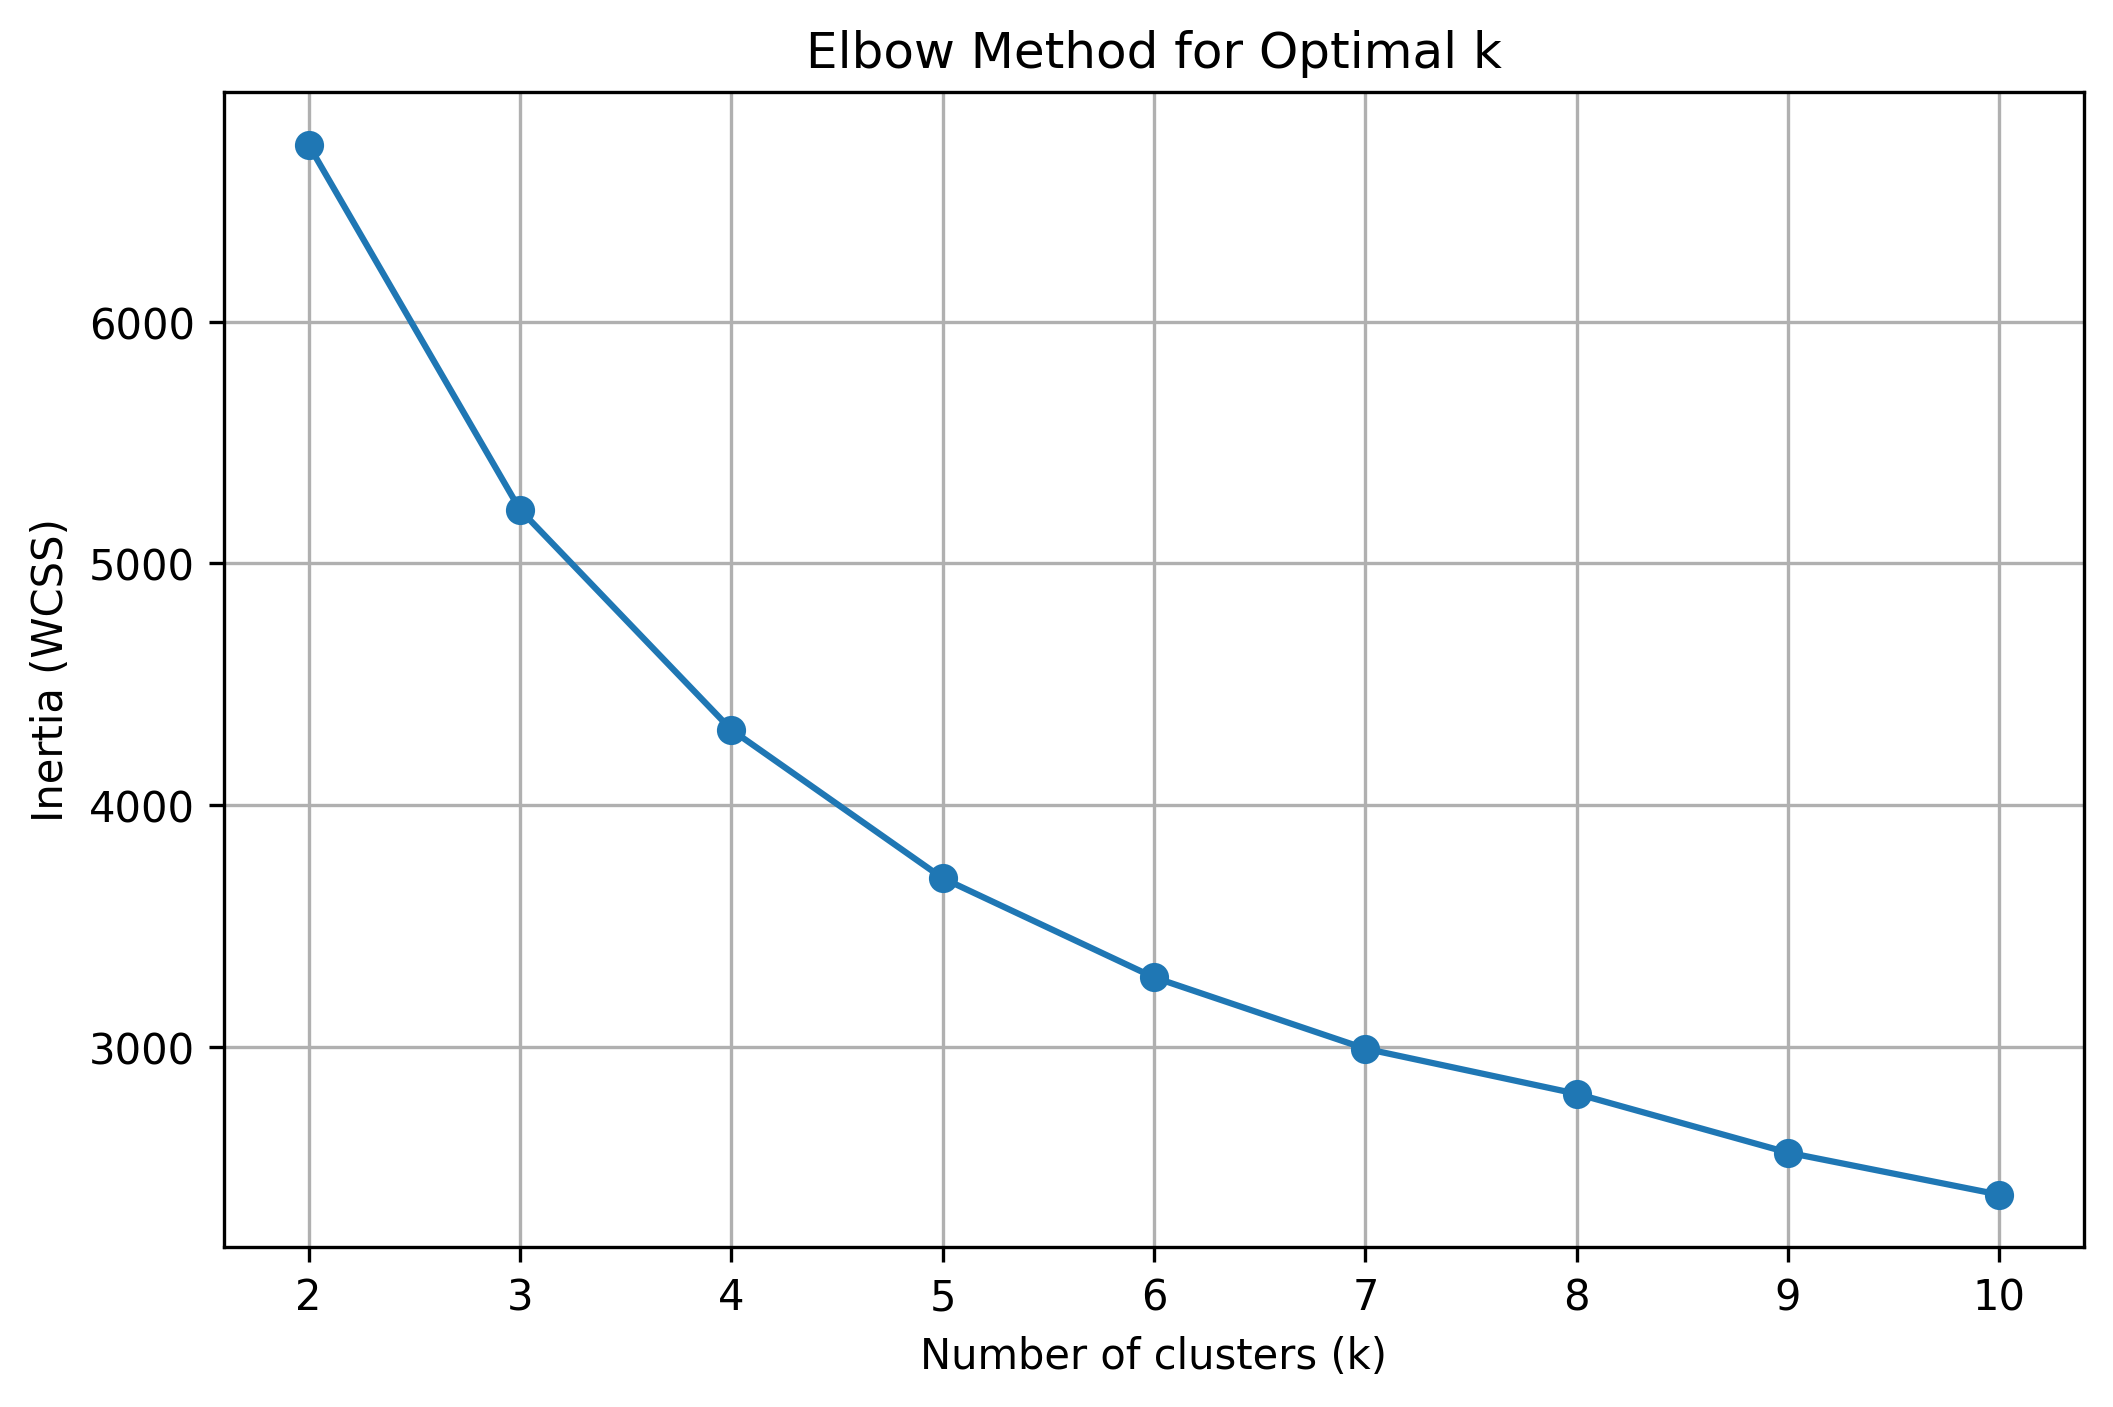 Elbow Method for Optimal k
Inertia (WCSS)
6000
5000
4000
3000
2 3 4 5 6 7 8 9 10
Number of clusters (k)